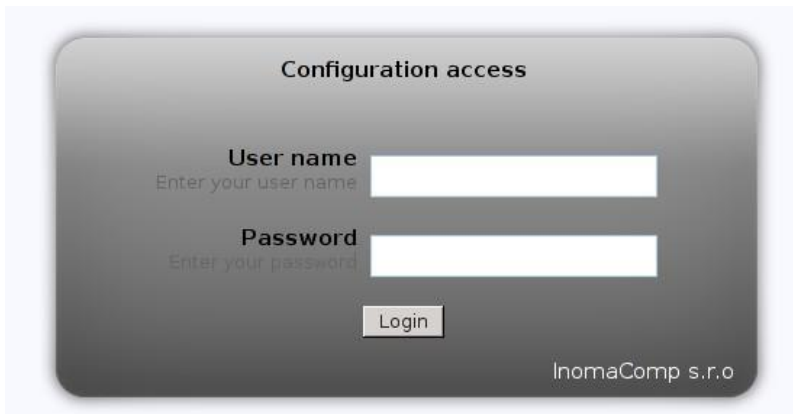 Configuration access
User name
Enter your user name
Password
Enter your password
Login
InomaComp s.r.o